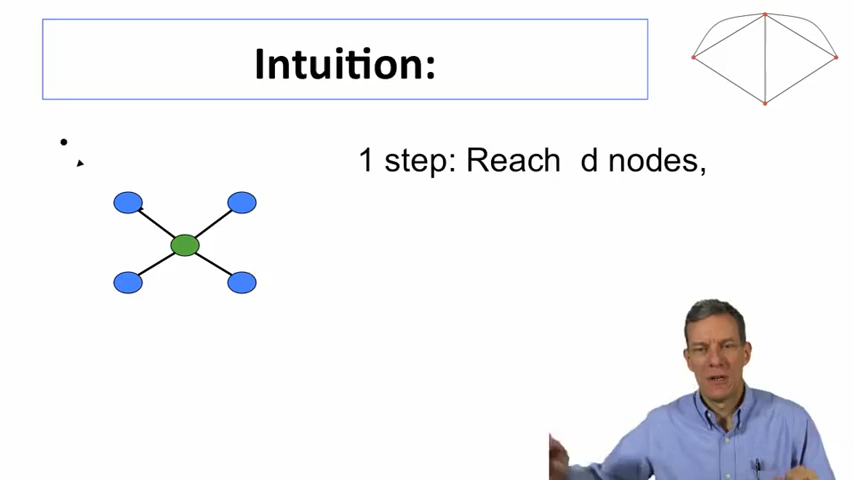 Intuition:
1 step: Reach d nodes,